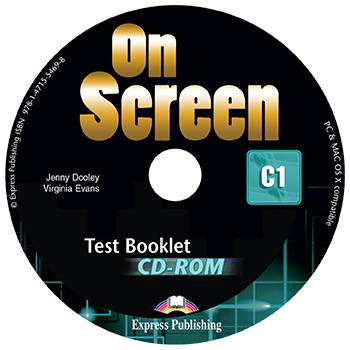 On
Screen
C1
Jenny Dooley
Virginia Evans
Test Booklet
CD-ROM
Express Publishing
© Express Publishing ISBN 978-1-4715-5469-8
PC & MAC OS X compatible